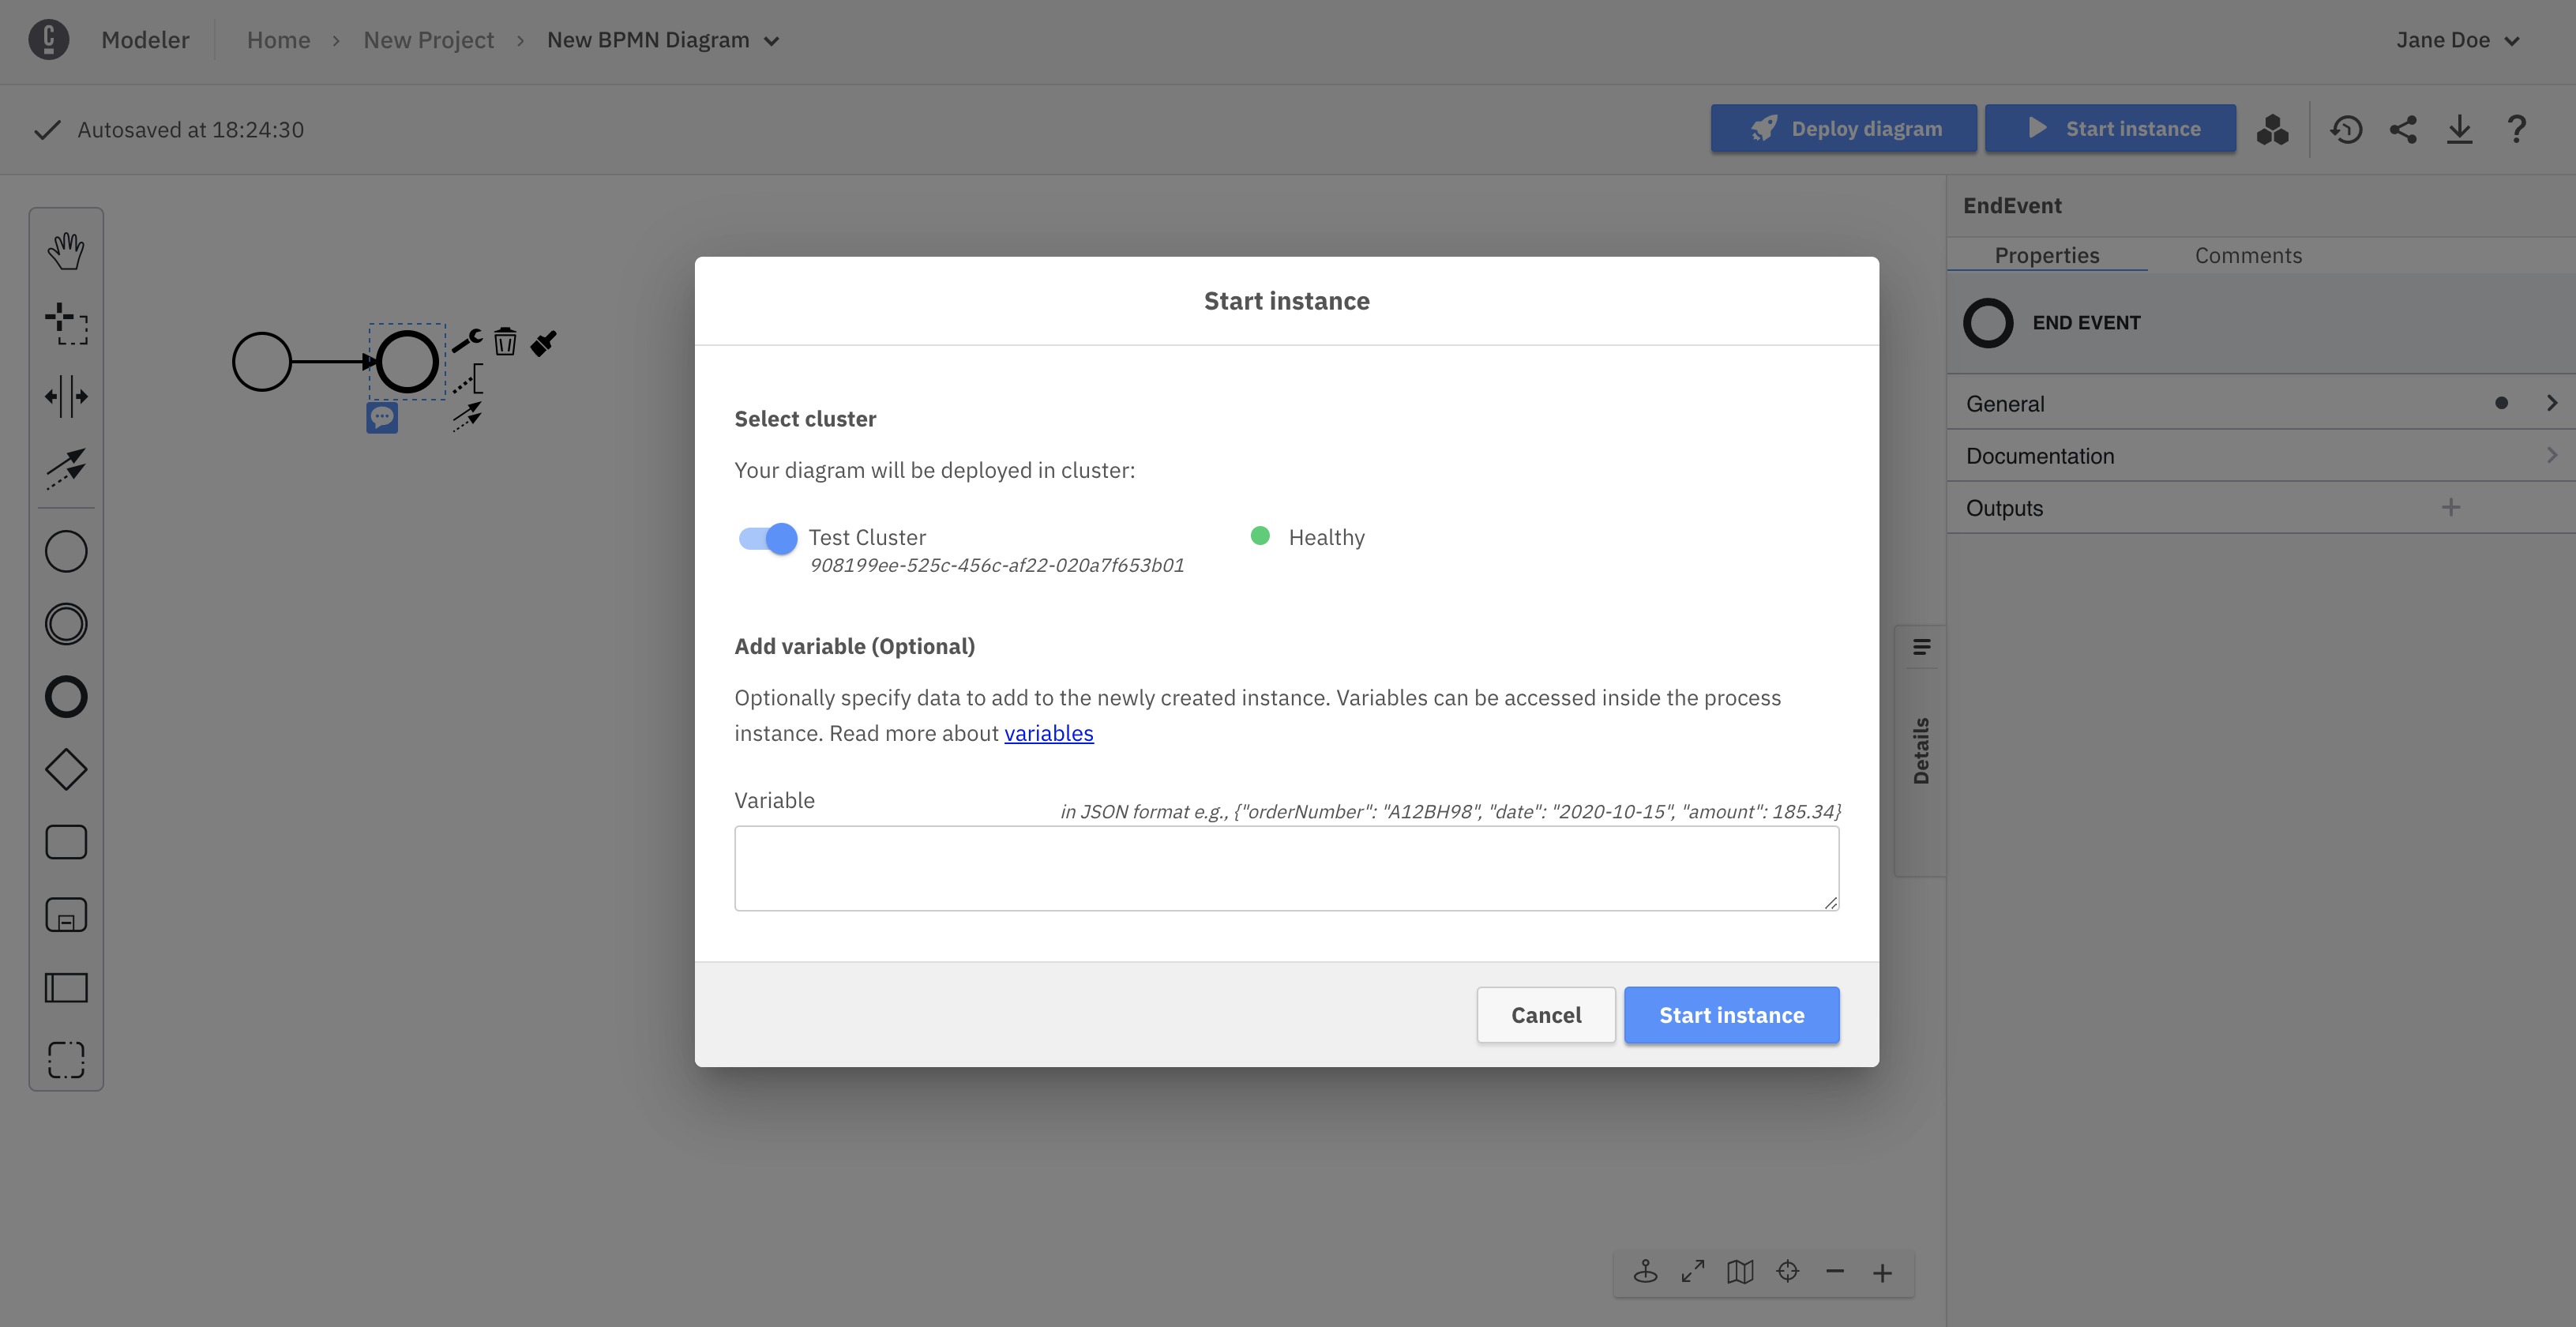 Modeler
Home
New Project
New BPMN Diagram
Jane Doe
Autosaved at 18:24:30
Deploy diagram
Start instance
EndEvent
Properties
Comments
END EVENT
General
Documentation
Outputs
Details
Start instance
Select cluster
Your diagram will be deployed in cluster:
Test Cluster
Healthy
908199ee-525c-456c-af22-020a7f653b01
Add variable (Optional)
Optionally specify data to add to the newly created instance. Variables can be accessed inside the process
instance. Read more about variables
Variable
in JSON format e.g., {"orderNumber": "A12BH98", "date": "2020-10-15", "amount": 185.34}
Cancel
Start instance